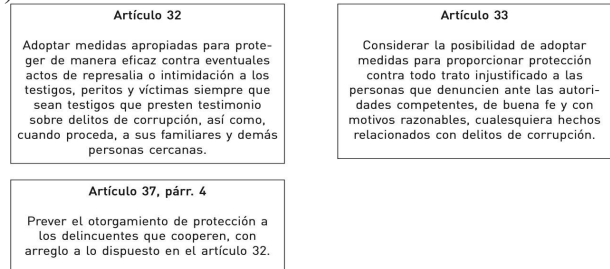 Artículo 32
Adoptar medidas apropiadas para prote-
ger de manera eficaz contra eventuales
actos de represalia o intimidación a los
testigos, peritos y víctimas siempre que
sean testigos que presten testimonio
sobre delitos de corrupción, así como,
cuando proceda, a sus familiares y demás
personas cercanas.
Artículo 33
Considerar la posibilidad de adoptar
medidas para proporcionar protección
contra todo trato injustificado a las
personas que denuncien ante las autori-
dades competentes, de buena fe y con
motivos razonables, cualesquiera hechos
relacionados con delitos de corrupción.
Artículo 37, párr. 4
Prever el otorgamiento de protección a
los delincuentes que cooperen, con
arreglo a lo dispuesto en el artículo 32.